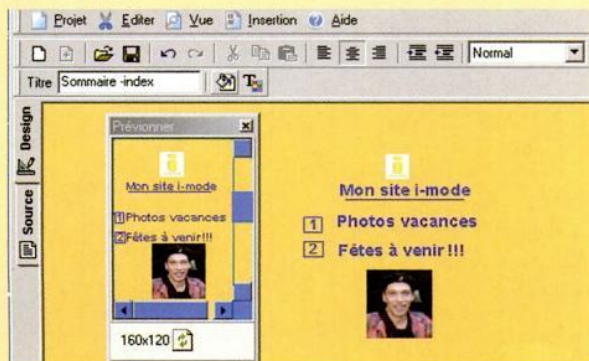 Projet Editer Vue Insertion Aide
Normal
Titre Sommaire -index
Design
Source
Prévionner
Mon site i-mode
1 Photos vacances
2 Fêtes à venir!!!
160x120
Mon site i-mode
1 Photos vacances
2 Fêtes à venir!!!